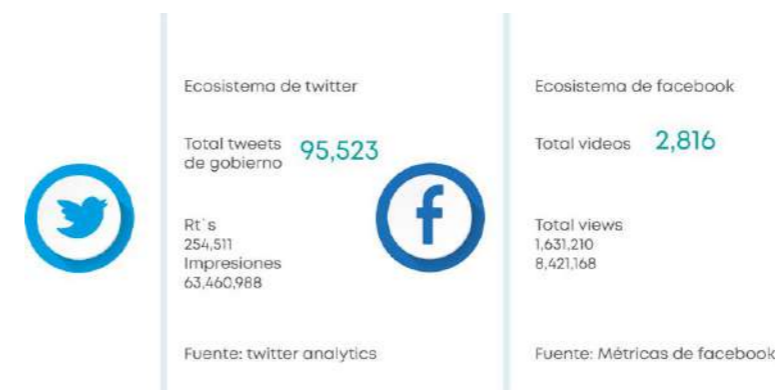 Ecosistema de twitter
Total tweets
de gobierno
95,523
Rt`s
254,511
Impresiones
63,460,988
Fuente: twitter analytics
Ecosistema de facebook
Total videos 2,816
Total views
1,631,210
8,421,168
Fuente: Métricas de facebook